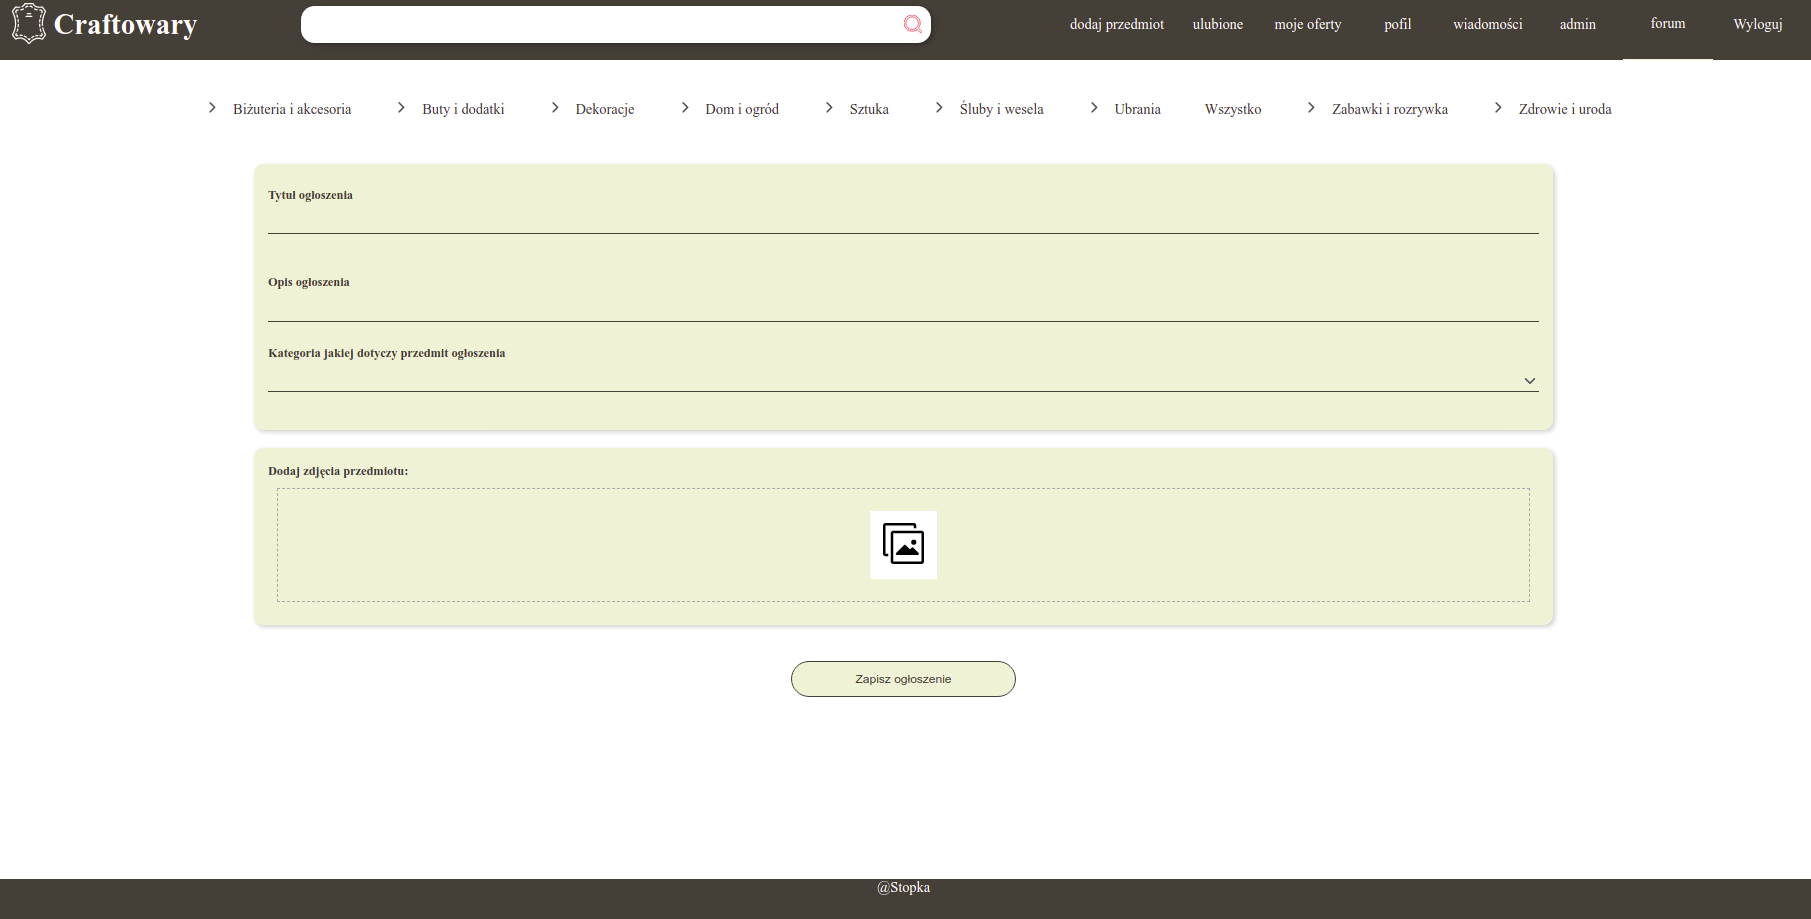 Craftowary
dodaj przedmiot ulubione moje oferty pofil wiadomości admin forum Wyloguj
Biżuteria i akcesoria Buty i dodatki Dekoracje Dom i ogród Sztuka Śluby i wesela Ubrania Wszystko Zabawki i rozrywka Zdrowie i uroda
Tytuł ogłoszenia
Opis ogłoszenia
Kategoria jakiej dotyczy przedmit ogłoszenia
Dodaj zdjęcia przedmiotu:
Zapisz ogłoszenie
@Stopka